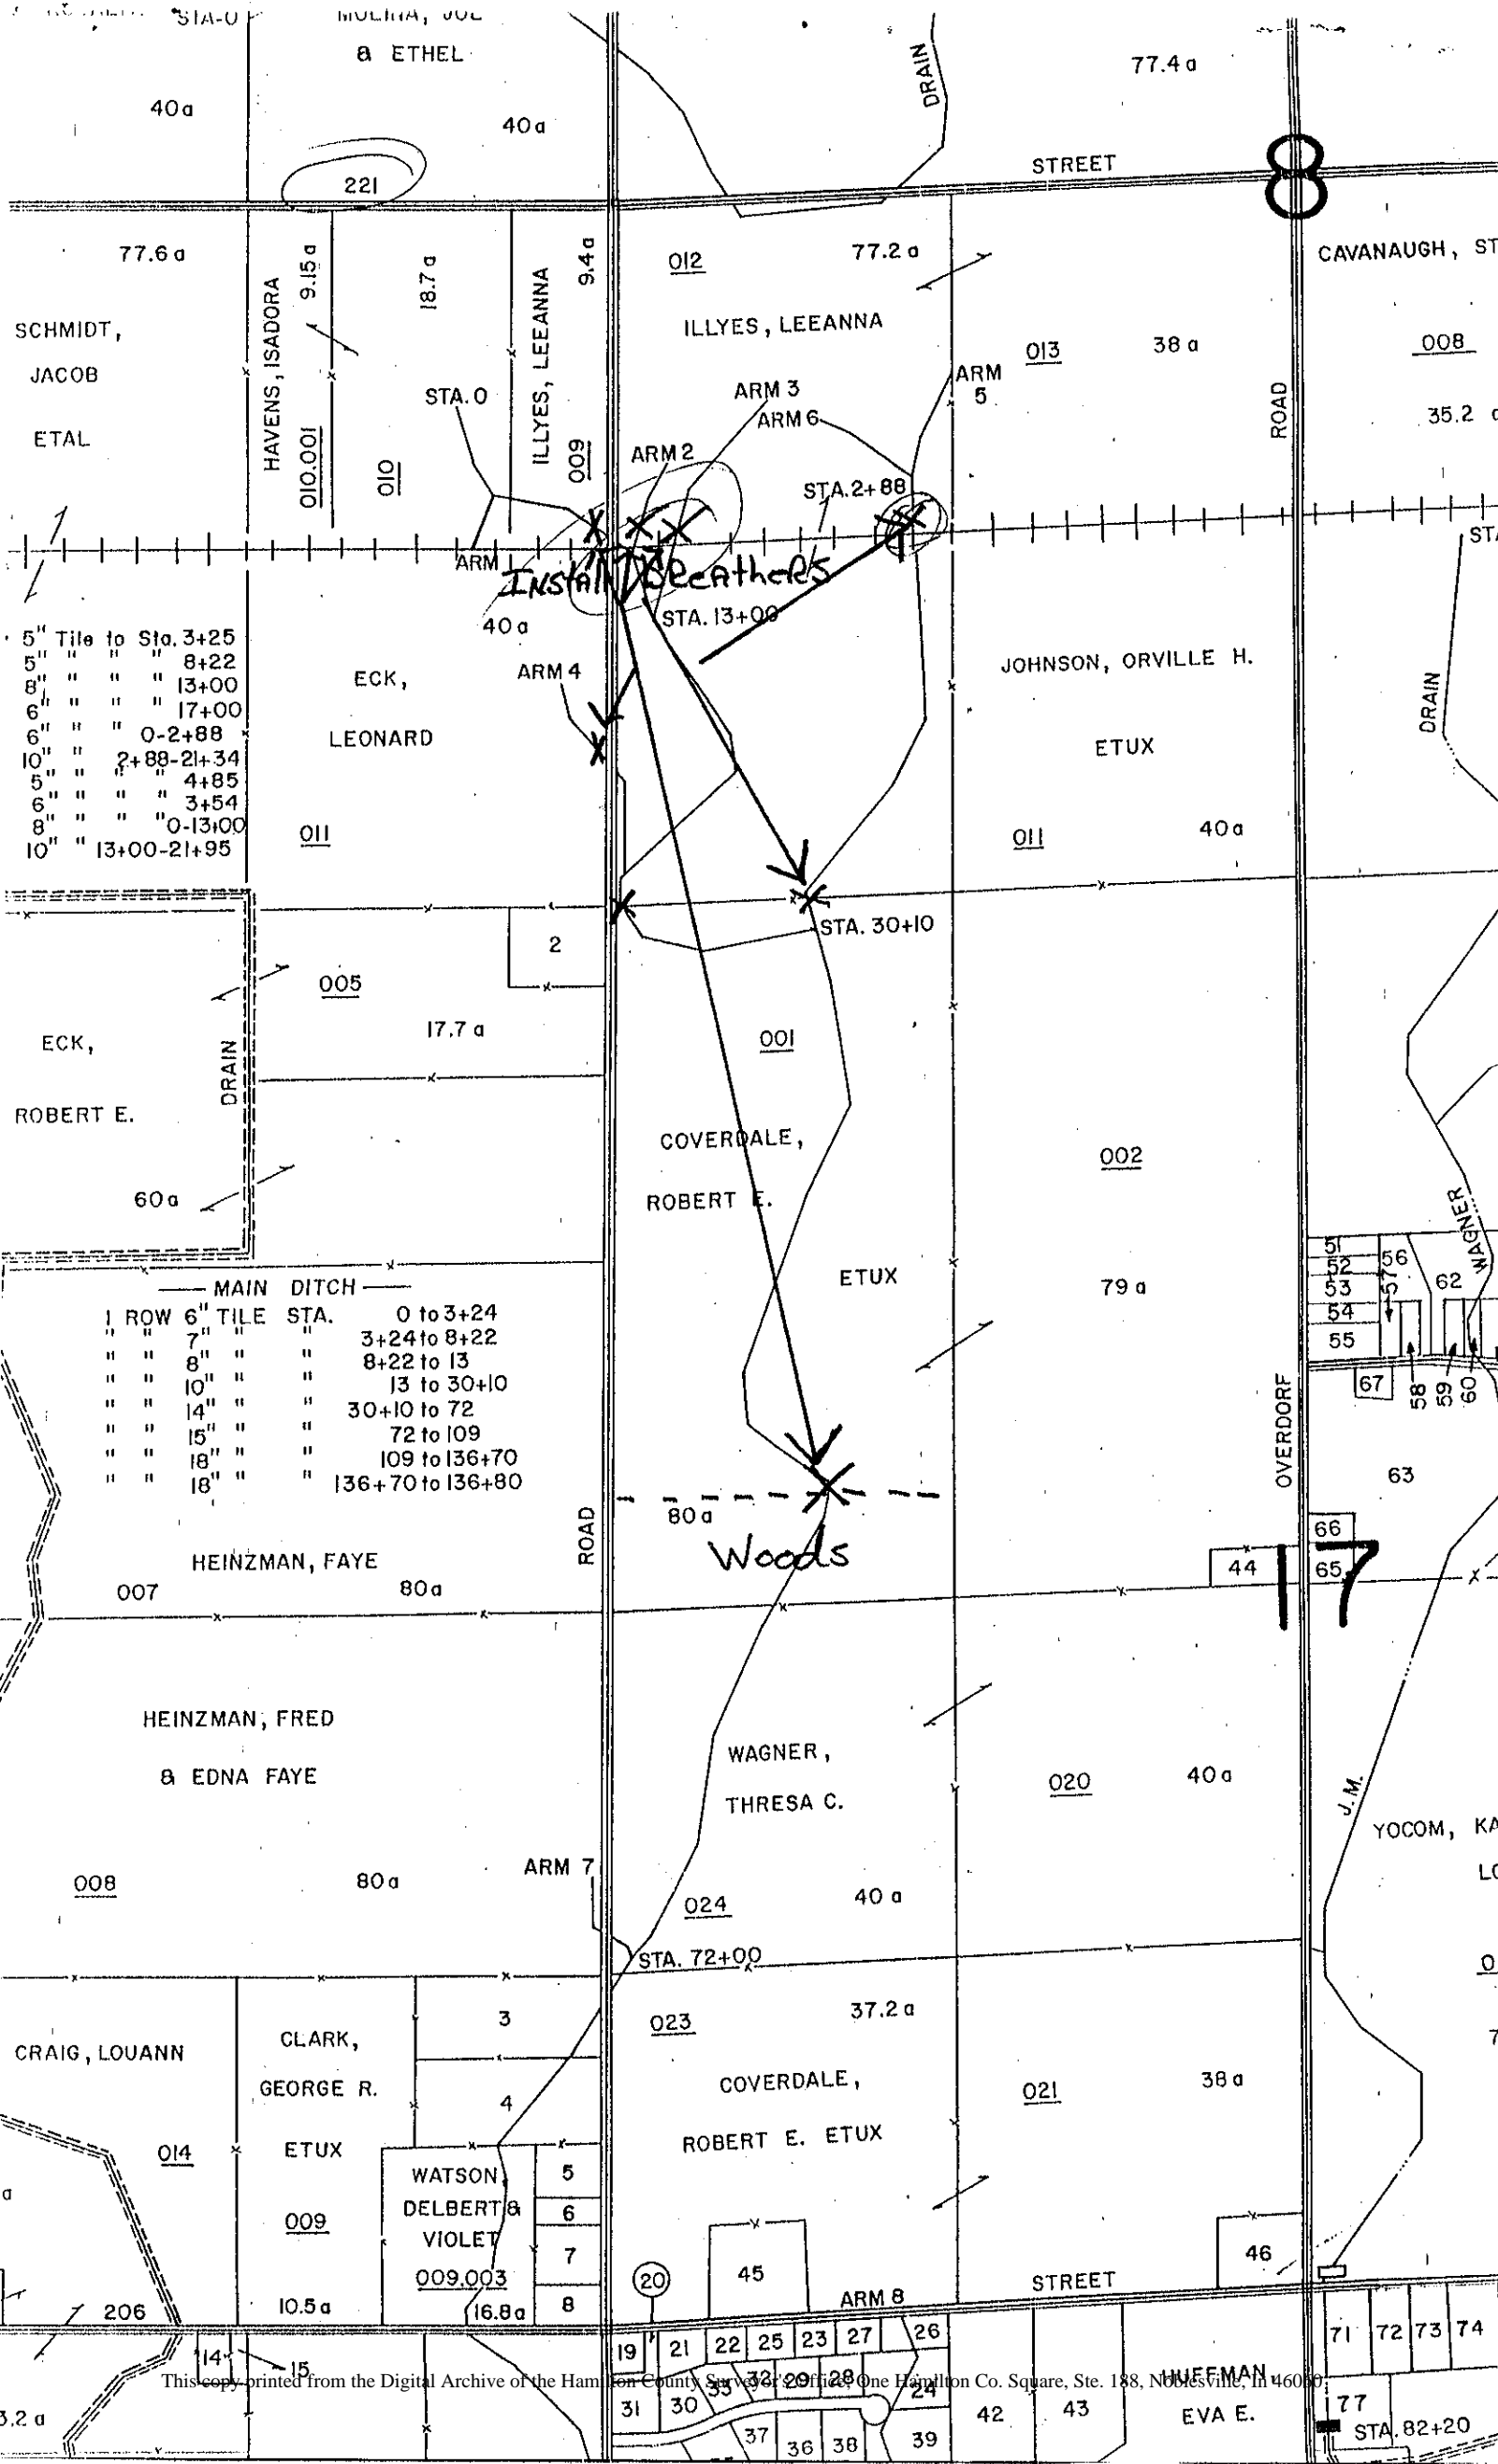 STA-0
MOLINA, JOE
& ETHEL
DRAIN
77.4 a
40 a
40 a
221
STREET
8
77.6 a
HAVENS, ISADORA
9.15 a
18.7 a
ILLYES, LEEANNA
9.4 a
012
77.2 a
CAVANAUGH, ST
SCHMIDT,
JACOB
ETAL
ILLYES, LEEANNA
013
38 a
008
ROAD
35.2
STA. 0
ARM 3
ARM 6
ARM
5
010.001
010
009
ARM 2
STA. 2+88
STA
ARM
Install Breathers
40 a
STA. 13+00
5" Tile to Sta. 3+25
5" " " " 8+22
8" " " " 13+00
6" " " " 17+00
6" " " 0-2+88
10" " 2+88-21+34
5" " " " 4+85
6" " " " 3+54
8" " " " 0-13+00
10" " 13+00-21+95
ECK,
LEONARD
ARM 4
JOHNSON, ORVILLE H.
ETUX
DRAIN
011
011
40 a
2
STA. 30+10
005
17.7 a
001
ECK,
ROBERT E.
DRAIN
60 a
COVERDALE,
ROBERT E.
ETUX
002
79 a
WAGNER
51
52
53
54
55
56
57
62
58
59
60
67
— MAIN DITCH —
1 ROW 6" TILE STA. 0 to 3+24
" " 7" " " 3+24 to 8+22
" " 8" " " 8+22 to 13
" " 10" " " 13 to 30+10
" " 14" " " 30+10 to 72
" " 15" " " 72 to 109
" " 18" " " 109 to 136+70
" " 18" " " 136+70 to 136+80
OVERDORF
63
ROAD
80 a
Woods
66
65
44
17
HEINZMAN, FAYE
007
80 a
HEINZMAN, FRED
& EDNA FAYE
WAGNER,
THRESA C.
020
40 a
J.M.
YOCOM, KA
LO
008
80 a
ARM 7
024
40 a
STA. 72+00
CRAIG, LOUANN
CLARK,
GEORGE R.
ETUX
3
4
023
37.2 a
COVERDALE,
ROBERT E. ETUX
021
38 a
014
009
WATSON
DELBERT &
VIOLET
009.003
5
6
7
8
20
45
46
ARM 8
STREET
206
10.5 a
16.8 a
14
15
19
21
22
25
23
27
26
71
72
73
74
This copy printed from the Digital Archive of the Hamilton County Surveyor's Office; One Hamilton Co. Square, Ste. 188, Noblesville, In 46060
31
30
33
32
29
28
24
37
36
38
39
42
43
HUFFMAN,
EVA E.
77
STA. 82+20
3.2 a